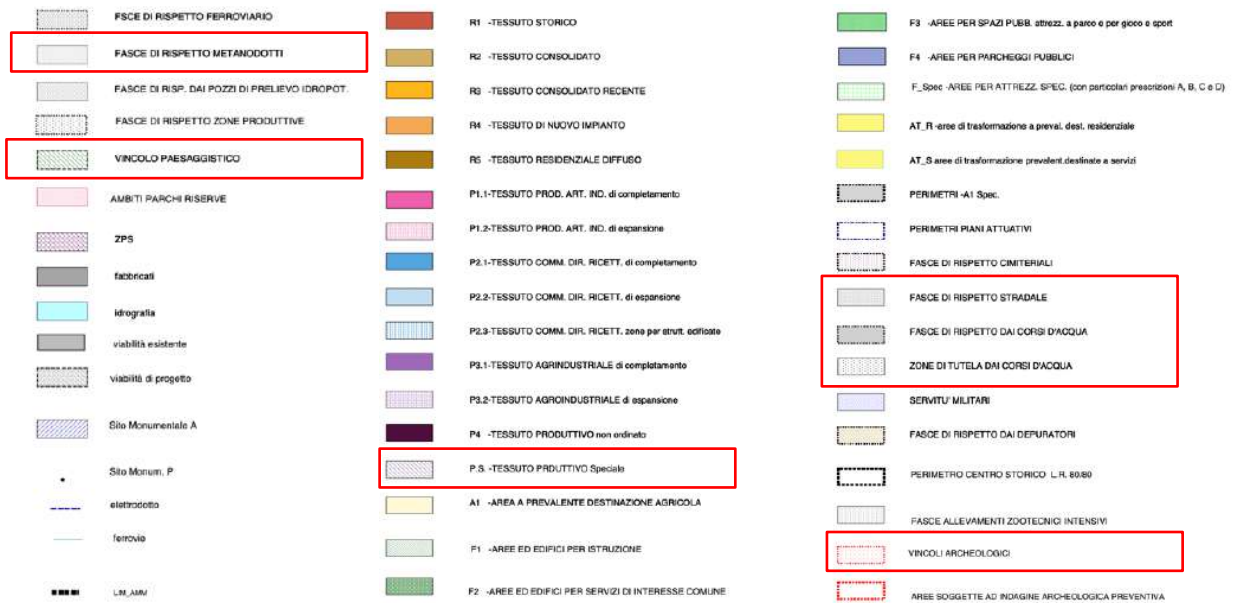 FSCE DI RISPETTO FERROVIARIO
FASCE DI RISPETTO METANODOTTI
FASCE DI RISP. DAI POZZI DI PRELIEVO IDROPOT.
FASCE DI RISPETTO ZONE PRODUTTIVE
VINCOLO PAESAGGISTICO
AMBITI PARCHI RISERVE
ZPS
fabbricati
idrografia
viabilità esistente
viabilità di progetto
Sito Monumentale A
Sito Monum. P
elettrodotto
ferrovie
LIM_AMM
R1 -TESSUTO STORICO
R2 -TESSUTO CONSOLIDATO
R3 -TESSUTO CONSOLIDATO RECENTE
R4 -TESSUTO DI NUOVO IMPIANTO
R5 -TESSUTO RESIDENZIALE DIFFUSO
P1.1-TESSUTO PROD. ART. IND. di completamento
P1.2-TESSUTO PROD. ART. IND. di espansione
P2.1-TESSUTO COMM. DIR. RICETT. di completamento
P2.2-TESSUTO COMM. DIR. RICETT. di espansione
P2.3-TESSUTO COMM. DIR. RICETT. zone per strutt. edificate
P3.1-TESSUTO AGRINDUSTRIALE di completamento
P3.2-TESSUTO AGROINDUSTRIALE di espansione
P4 -TESSUTO PRODUTTIVO non ordinato
P.S. -TESSUTO PRDUTTIVO Speciale
A1 -AREA A PREVALENTE DESTINAZIONE AGRICOLA
F1 -AREE ED EDIFICI PER ISTRUZIONE
F2 -AREE ED EDIFICI PER SERVIZI DI INTERESSE COMUNE
F3 -AREE PER SPAZI PUBB. attrezz. a parco e per gioco e sport
F4 -AREE PER PARCHEGGI PUBBLICI
F_Spec -AREE PER ATTREZZ. SPEC. (con particolari prescrizioni A, B, C e D)
AT_R -aree di trasformazione a preval. dest. residenziale
AT_S aree di trasformazione prevalent.destinate a servizi
PERIMETRI -A1 Spec.
PERIMETRI PIANI ATTUATIVI
FASCE DI RISPETTO CIMITERIALI
FASCE DI RISPETTO STRADALE
FASCE DI RISPETTO DAI CORSI D'ACQUA
ZONE DI TUTELA DAI CORSI D'ACQUA
SERVITU' MILITARI
FASCE DI RISPETTO DAI DEPURATORI
PERIMETRO CENTRO STORICO L.R. 80/80
FASCE ALLEVAMENTI ZOOTECNICI INTENSIVI
VINCOLI ARCHEOLOGICI
AREE SOGGETTE AD INDAGINE ARCHEOLOGICA PREVENTIVA